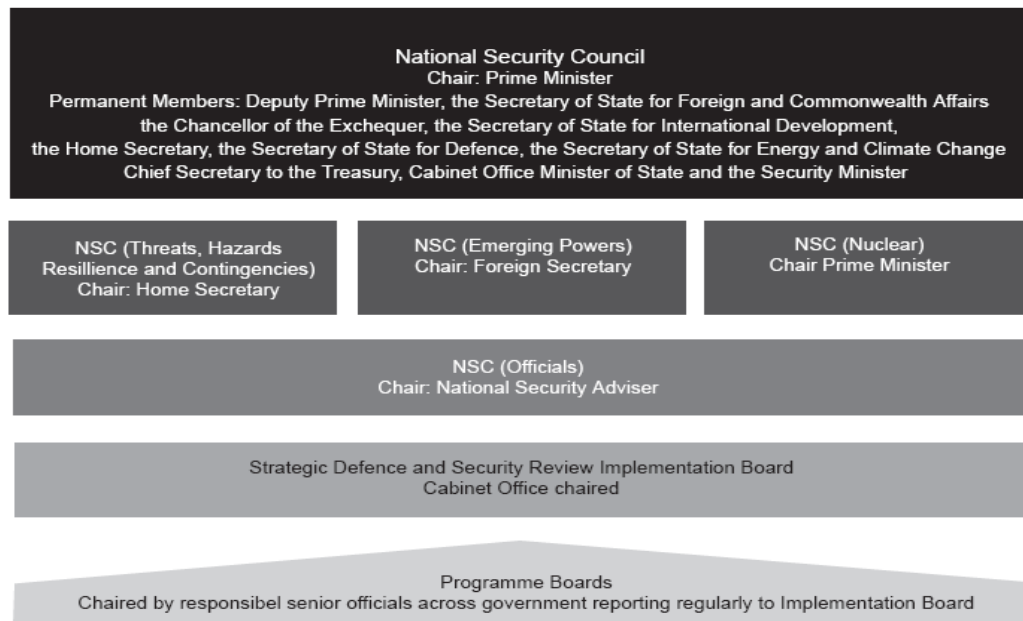 National Security Council
Chair: Prime Minister
Permanent Members: Deputy Prime Minister, the Secretary of State for Foreign and Commonwealth Affairs
the Chancellor of the Exchequer, the Secretary of State for International Development,
the Home Secretary, the Secretary of State for Defence, the Secretary of State for Energy and Climate Change
Chief Secretary to the Treasury, Cabinet Office Minister of State and the Security Minister
NSC (Threats, Hazards
Resillience and Contingencies)
Chair: Home Secretary
NSC (Emerging Powers)
Chair: Foreign Secretary
NSC (Nuclear)
Chair Prime Minister
NSC (Officials)
Chair: National Security Adviser
Strategic Defence and Security Review Implementation Board
Cabinet Office chaired
Programme Boards
Chaired by responsibel senior officials across government reporting regularly to Implementation Board